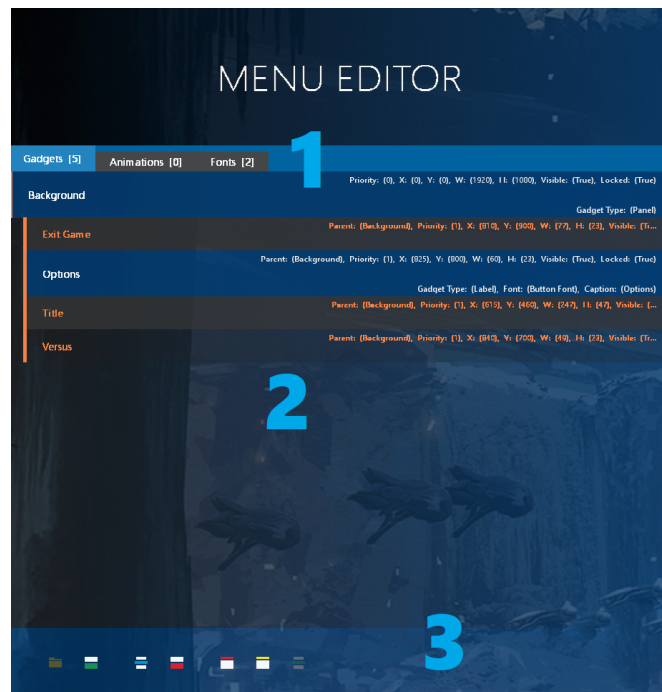 MENU EDITOR
1
Gadgets [5] Animations [0] Fonts [2]
Priority: (0), X: (0), Y: (0), W: (1920), H: (1080), Visible: (True), Locked: (True)
Background
Gadget Type: (Panel)
Exit Game Parent: (Background), Priority: (1), X: (810), Y: (900), W: (77), H: (23), Visible: (Tr...
Parent: (Background), Priority: (1), X: (825), Y: (800), W: (60), H: (23), Visible: (True), Locked: (True)
Options
Gadget Type: (Label), Font: (Button Font), Caption: (Options)
Title Parent: (Background), Priority: (1), X: (615), Y: (460), W: (247), H: (47), Visible: (...
Versus Parent: (Background), Priority: (1), X: (840), Y: (700), W: (49), H: (23), Visible: (Tr...
2
3